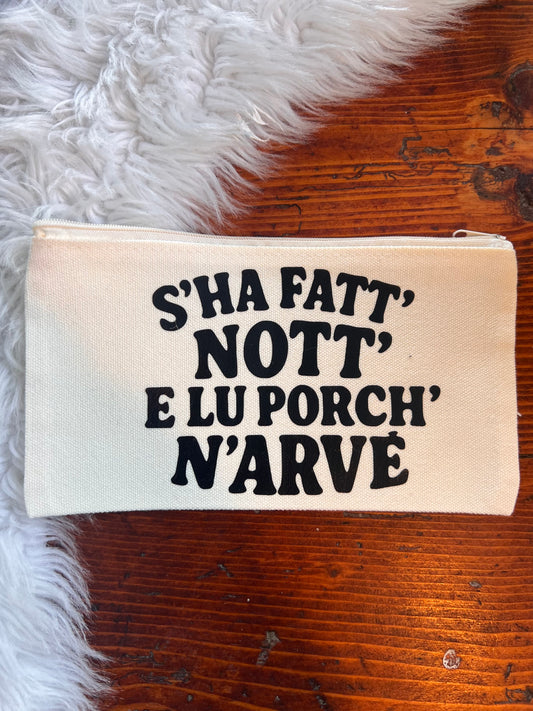 S'HA FATT'
NOTT'
E LU PORCH'
N'ARVÉ